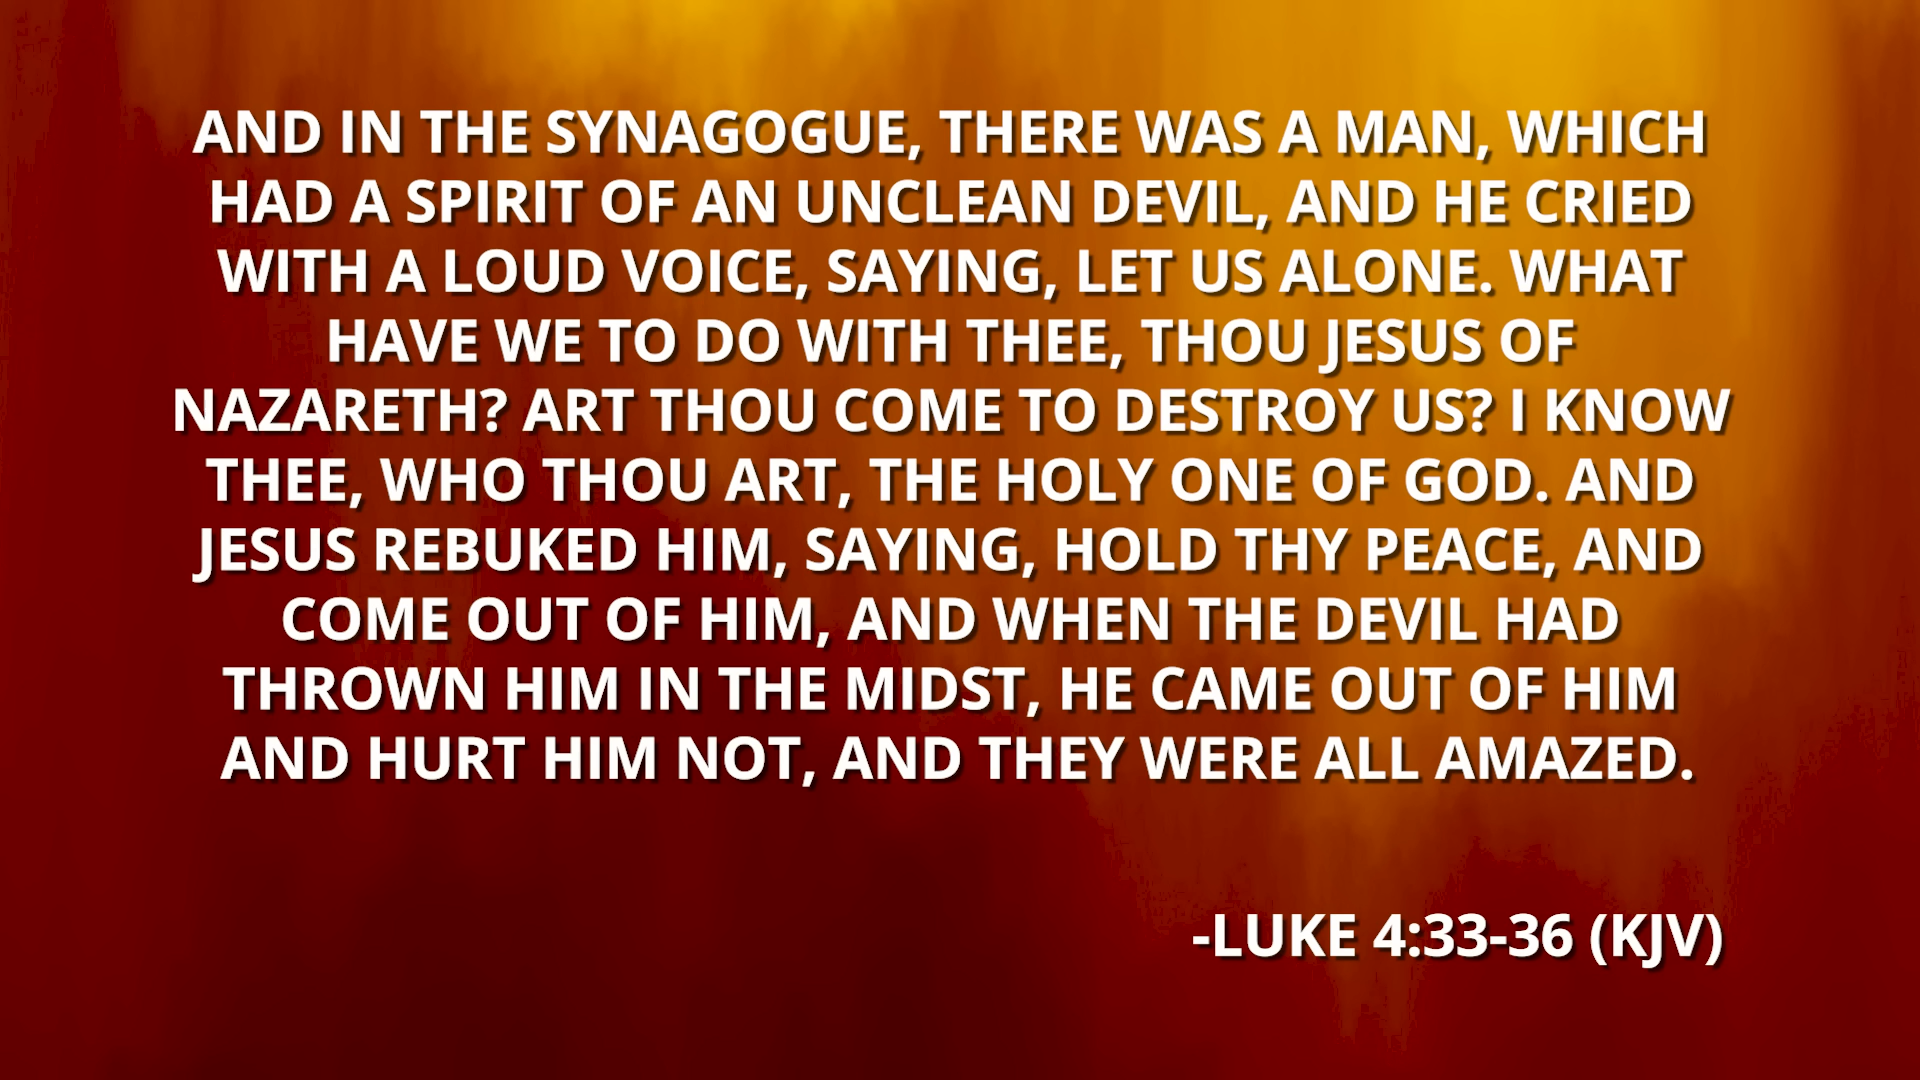 AND IN THE SYNAGOGUE, THERE WAS A MAN, WHICH
HAD A SPIRIT OF AN UNCLEAN DEVIL, AND HE CRIED
WITH A LOUD VOICE, SAYING, LET US ALONE. WHAT
HAVE WE TO DO WITH THEE, THOU JESUS OF
NAZARETH? ART THOU COME TO DESTROY US? I KNOW
THEE, WHO THOU ART, THE HOLY ONE OF GOD. AND
JESUS REBUKED HIM, SAYING, HOLD THY PEACE, AND
COME OUT OF HIM, AND WHEN THE DEVIL HAD
THROWN HIM IN THE MIDST, HE CAME OUT OF HIM
AND HURT HIM NOT, AND THEY WERE ALL AMAZED.
-LUKE 4:33-36 (KJV)